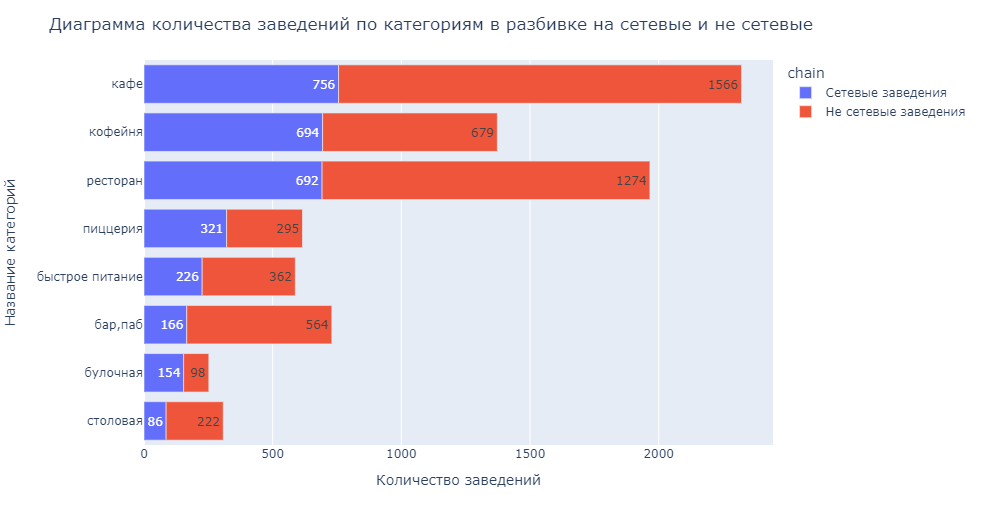 Диаграмма количества заведений по категориям в разбивке на сетевые и не сетевые
chain
Сетевые заведения
Не сетевые заведения
Название категорий
кафе 756 1566
кофейня 694 679
ресторан 692 1274
пиццерия 321 295
быстрое питание 226 362
бар,паб 166 564
булочная 154 98
столовая 86 222
0 500 1000 1500 2000
Количество заведений